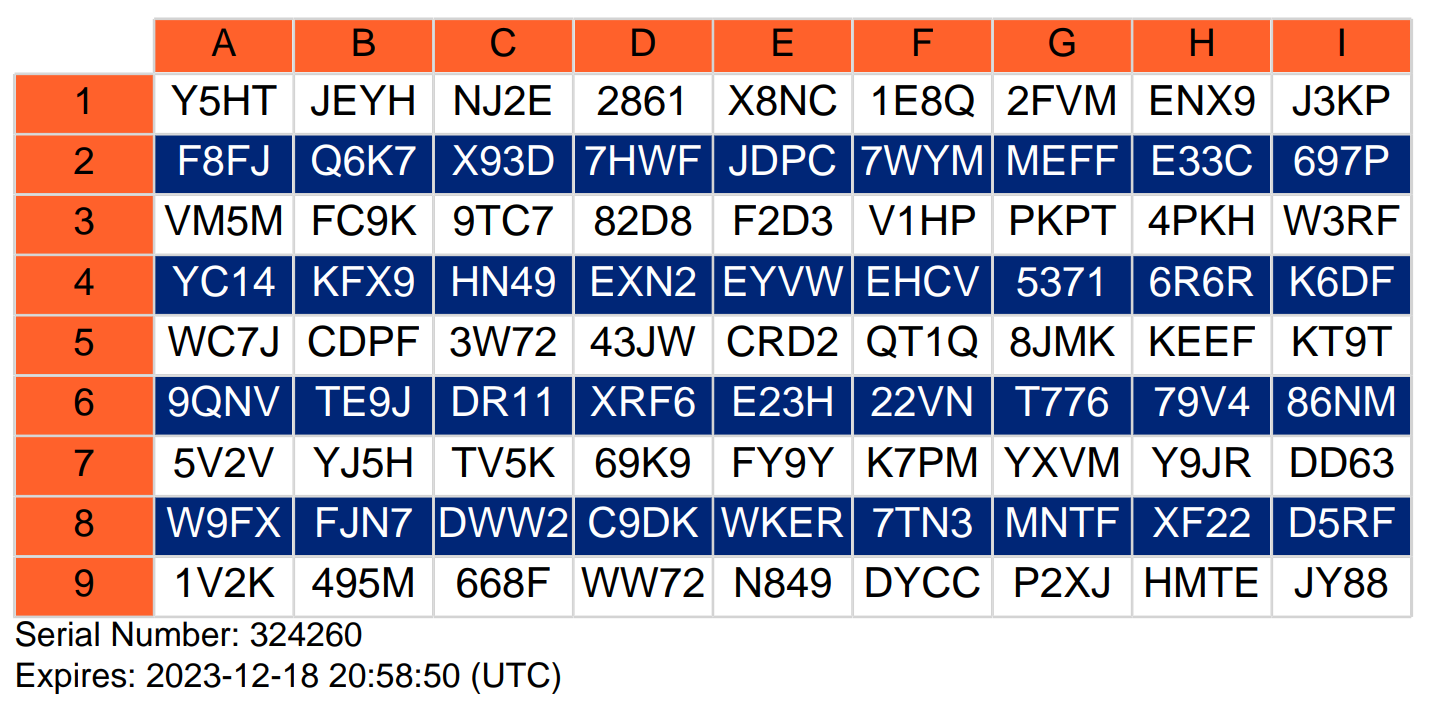 A B C D E F G H I
1 Y5HT JEYH NJ2E 2861 X8NC 1E8Q 2FVM ENX9 J3KP
2 F8FJ Q6K7 X93D 7HWF JDPC 7WYM MEFF E33C 697P
3 VM5M FC9K 9TC7 82D8 F2D3 V1HP PKPT 4PKH W3RF
4 YC14 KFX9 HN49 EXN2 EYVW EHCV 5371 6R6R K6DF
5 WC7J CDPF 3W72 43JW CRD2 QT1Q 8JMK KEEF KT9T
6 9QNV TE9J DR11 XRF6 E23H 22VN T776 79V4 86NM
7 5V2V YJ5H TV5K 69K9 FY9Y K7PM YXVM Y9JR DD63
8 W9FX FJN7 DWW2 C9DK WKER 7TN3 MNTF XF22 D5RF
9 1V2K 495M 668F WW72 N849 DYCC P2XJ HMTE JY88
Serial Number: 324260
Expires: 2023-12-18 20:58:50 (UTC)